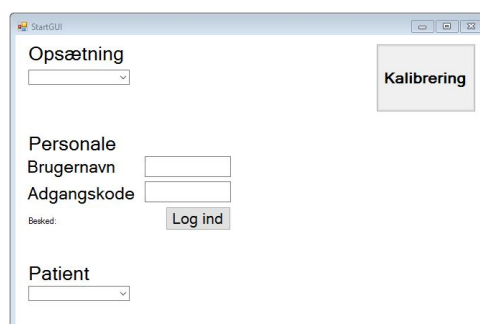 StartGUI
Opsætning
Kalibrering
Personale
Brugernavn
Adgangskode
Besked:
Log ind
Patient